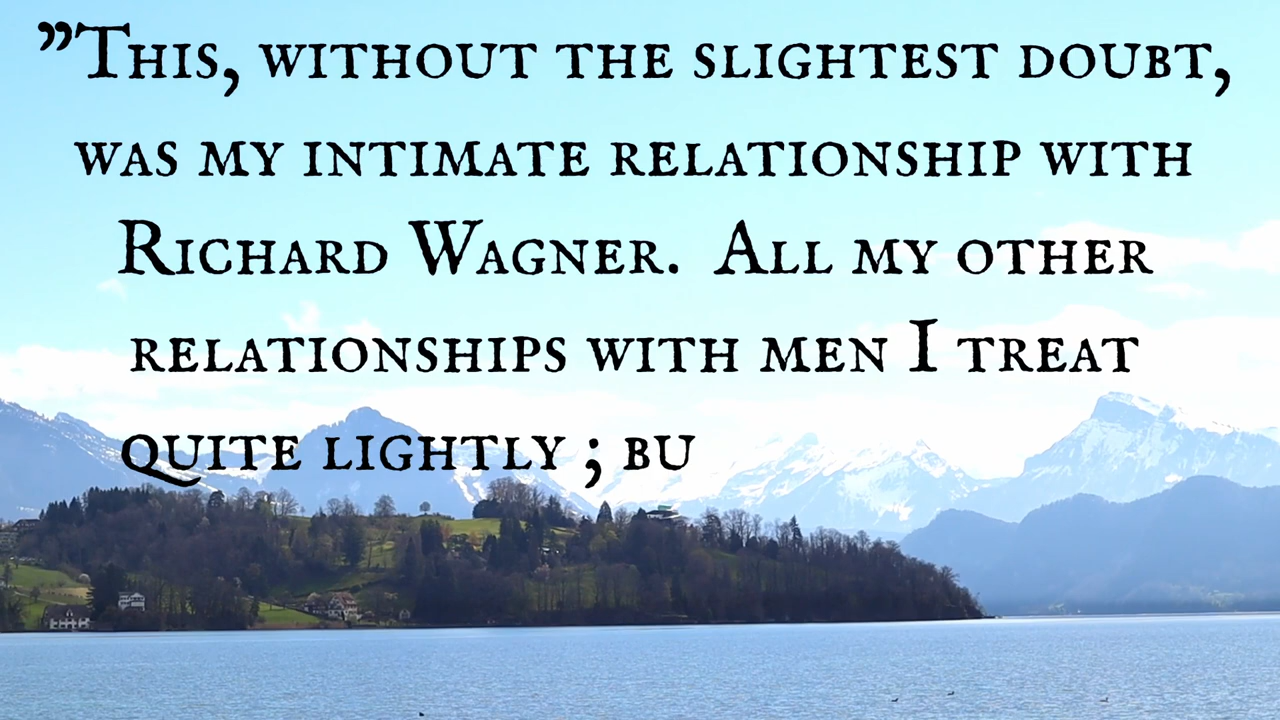 ”This, without the slightest doubt,
was my intimate relationship with
Richard Wagner. All my other
relationships with men I treat
quite lightly ; bu